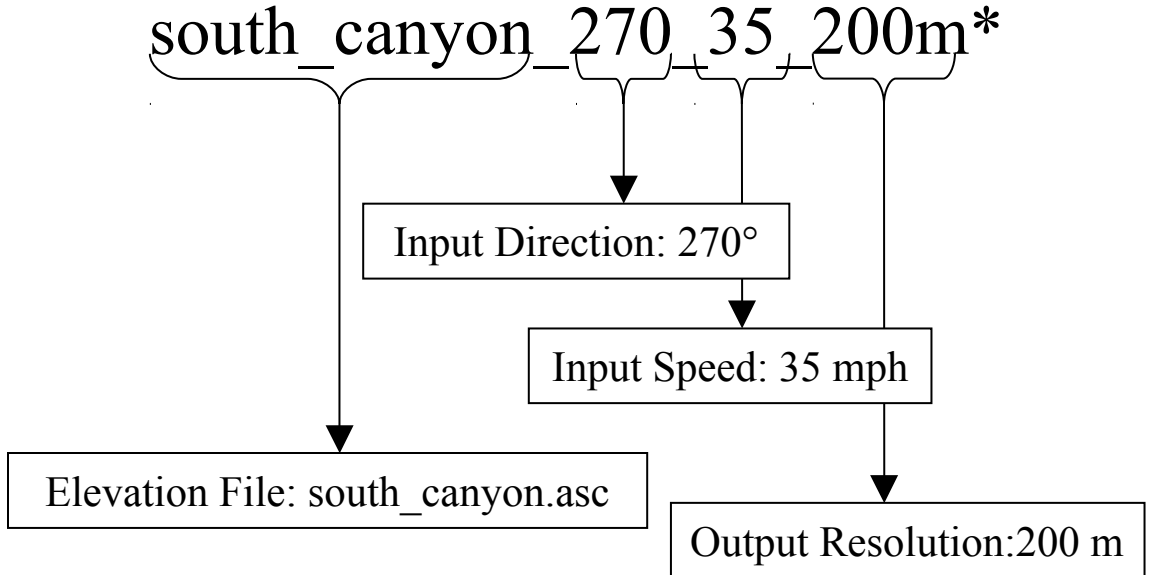 south_canyon_270_35_200m*
Input Direction: 270°
Input Speed: 35 mph
Elevation File: south_canyon.asc
Output Resolution:200 m